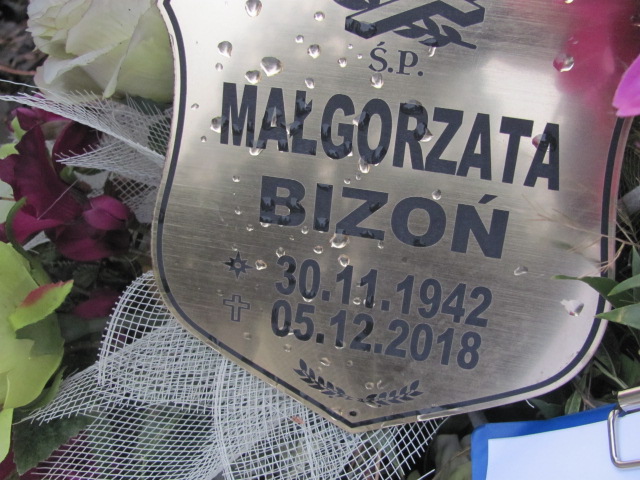 Ś.P.
MAŁGORZATA
BIZOŃ
30.11.1942
05.12.2018